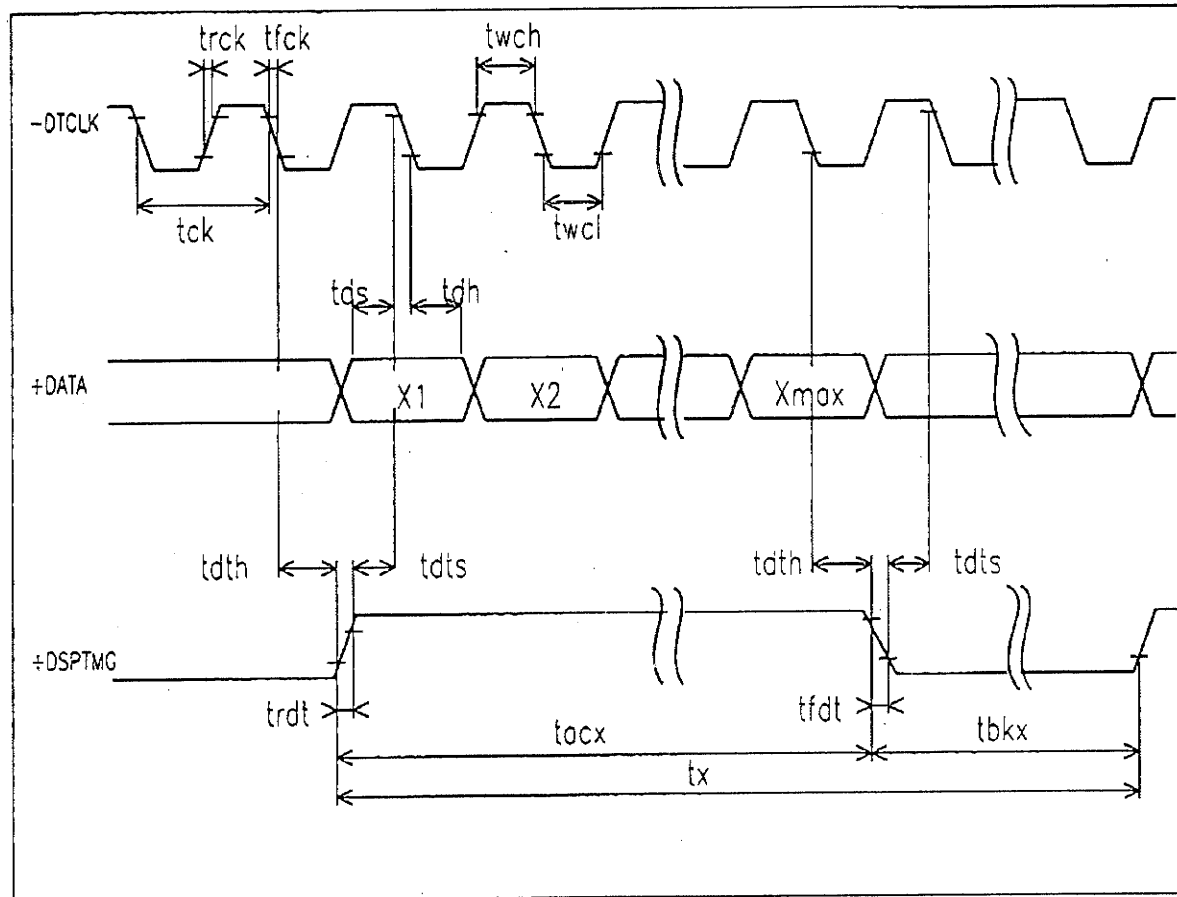 trck tfck twch
-DTCLK
tck twcl
tds tdh
+DATA X1 X2 Xmax
tdth tdts tdth tdts
+DSPTMG
trdt tfdt
tacx tbkx
tx